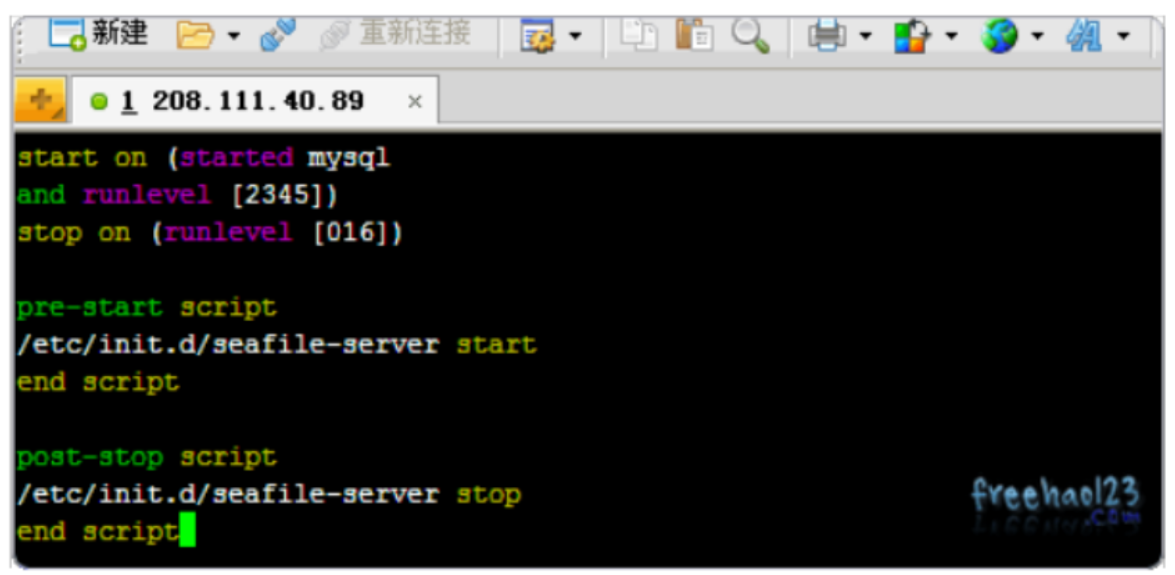 新建 重新连接
1 208.111.40.89 ×
start on (started mysql
and runlevel [2345])
stop on (runlevel [016])
pre-start script
/etc/init.d/seafile-server start
end script
post-stop script
/etc/init.d/seafile-server stop
end script
freehao123
.com